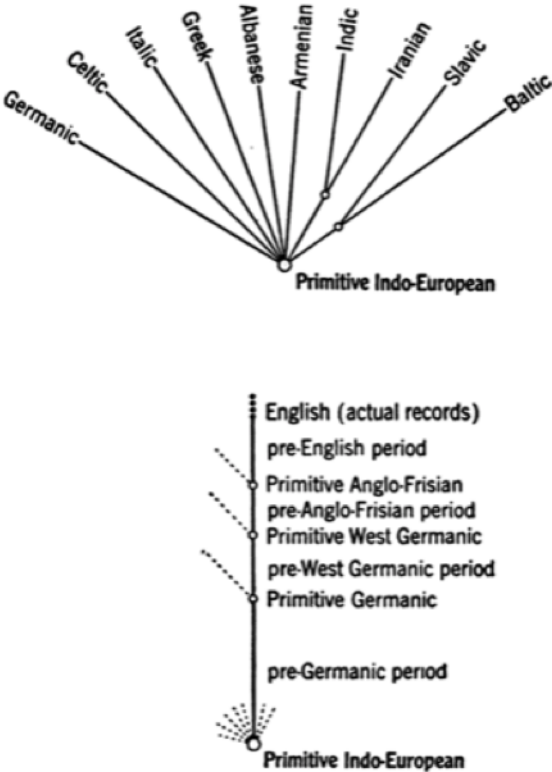 Germanic
Celtic
Italic
Greek
Albanese
Armenian
Indic
Iranian
Slavic
Baltic
Primitive Indo-European
English (actual records)
pre-English period
Primitive Anglo-Frisian
pre-Anglo-Frisian period
Primitive West Germanic
pre-West Germanic period
Primitive Germanic
pre-Germanic period
Primitive Indo-European